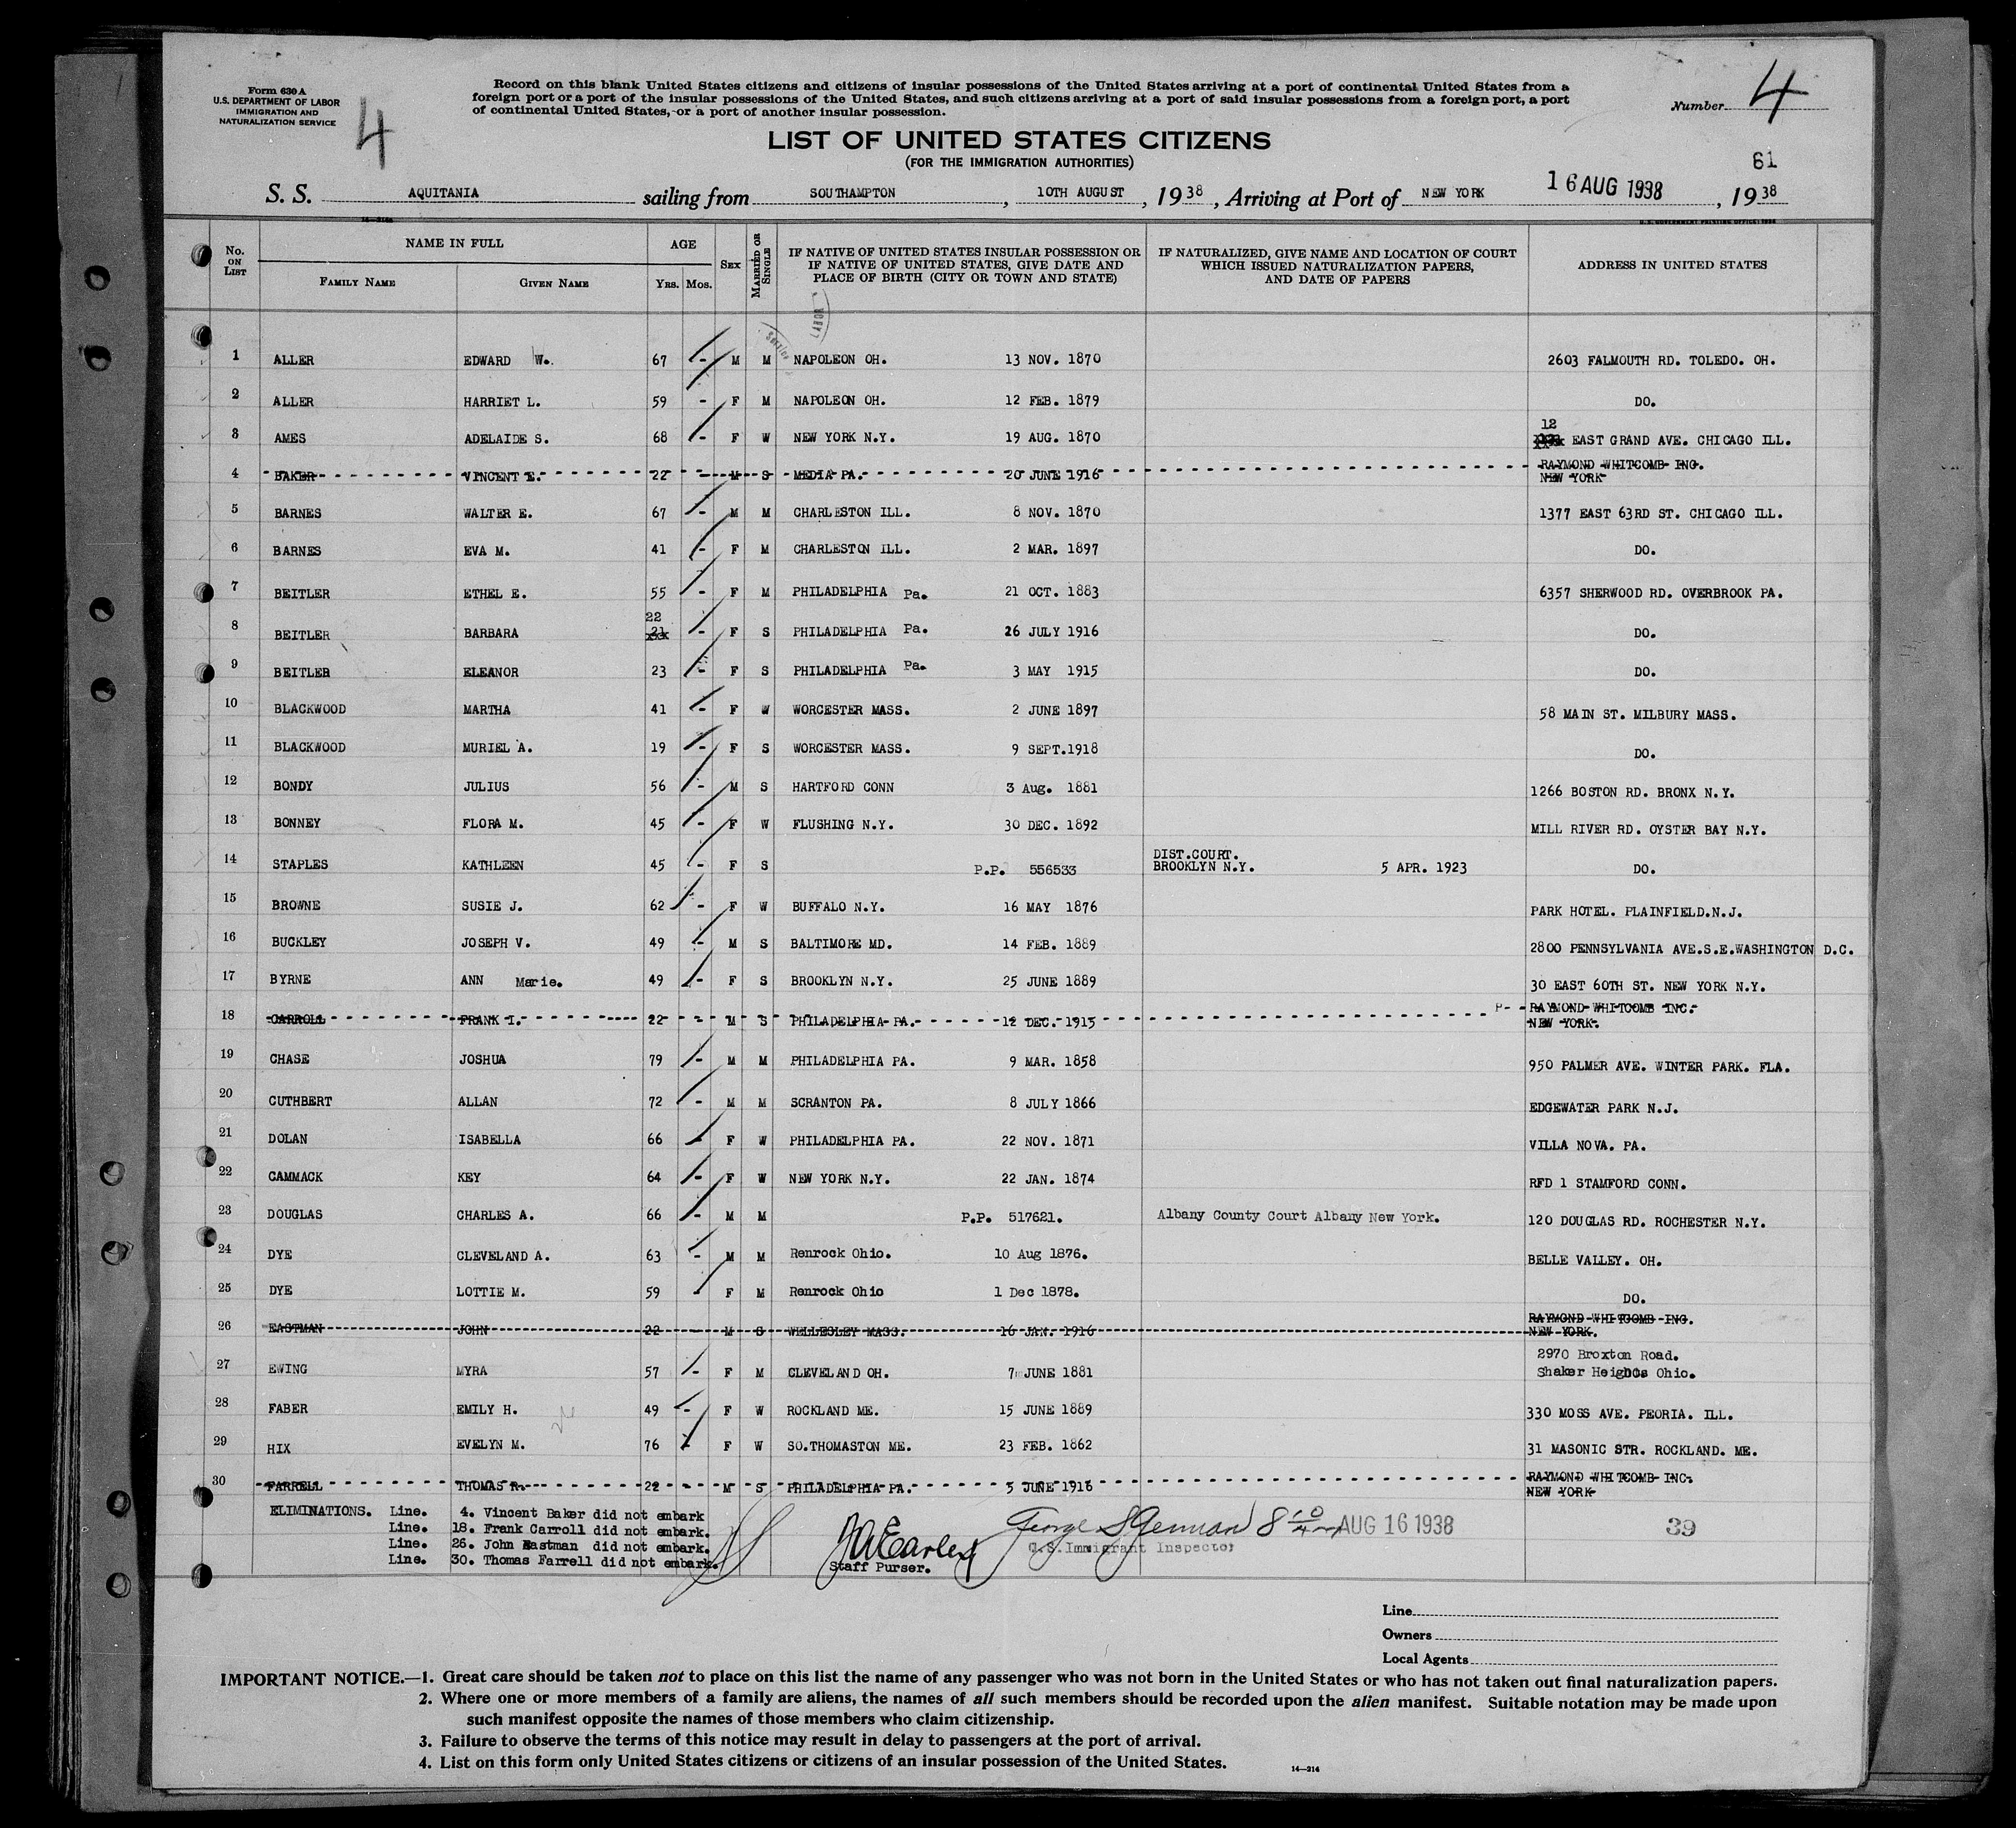 Form 630 A
U.S. DEPARTMENT OF LABOR
IMMIGRATION AND
NATURALIZATION SERVICE
4
Record on this blank United States citizens and citizens of insular possessions of the United States arriving at a port of continental United States from a
foreign port or a port of the insular possessions of the United States, and such citizens arriving at a port of said insular possessions from a foreign port, a port
of continental United States, or a port of another insular possession.
Number 4
LIST OF UNITED STATES CITIZENS
(FOR THE IMMIGRATION AUTHORITIES)
61
S. S. AQUITANIA sailing from SOUTHAMPTON, 10TH AUGUST, 1938, Arriving at Port of NEW YORK 16 AUG 1938, 1938
No. ON LIST NAME IN FULL FAMILY NAME GIVEN NAME AGE Yrs. Mos. SEX MARRIED OR SINGLE IF NATIVE OF UNITED STATES INSULAR POSSESSION OR IF NATIVE OF UNITED STATES, GIVE DATE AND PLACE OF BIRTH (CITY OR TOWN AND STATE) IF NATURALIZED, GIVE NAME AND LOCATION OF COURT WHICH ISSUED NATURALIZATION PAPERS, AND DATE OF PAPERS ADDRESS IN UNITED STATES
1 ALLER EDWARD W. 67 - M M NAPOLEON OH. 13 NOV. 1870 2603 FALMOUTH RD. TOLEDO. OH.
2 ALLER HARRIET L. 59 - F M NAPOLEON OH. 12 FEB. 1879 DO.
3 AMES ADELAIDE S. 68 - F W NEW YORK N.Y. 19 AUG. 1870 12 EAST GRAND AVE. CHICAGO ILL.
4 BAKER VINCENT E. 22 - M S MEDIA PA. 20 JUNE 1916 RAYMOND WHITCOMB INC. NEW YORK
5 BARNES WALTER E. 67 - M M CHARLESTON ILL. 8 NOV. 1870 1377 EAST 63RD ST. CHICAGO ILL.
6 BARNES EVA M. 41 - F M CHARLESTON ILL. 2 MAR. 1897 DO.
7 BEITLER ETHEL E. 55 - F M PHILADELPHIA Pa. 21 OCT. 1883 6357 SHERWOOD RD. OVERBROOK PA.
8 BEITLER BARBARA 22 21 - F S PHILADELPHIA Pa. 26 JULY 1916 DO.
9 BEITLER ELEANOR 23 - F S PHILADELPHIA Pa. 3 MAY 1915 DO.
10 BLACKWOOD MARTHA 41 - F W WORCESTER MASS. 2 JUNE 1897 58 MAIN ST. MILBURY MASS.
11 BLACKWOOD MURIEL A. 19 - F S WORCESTER MASS. 9 SEPT.1918 DO.
12 BONDY JULIUS 56 - M S HARTFORD CONN 3 Aug. 1881 1266 BOSTON RD. BRONX N.Y.
13 BONNEY FLORA M. 45 - F W FLUSHING N.Y. 30 DEC. 1892 MILL RIVER RD. OYSTER BAY N.Y.
14 STAPLES KATHLEEN 45 - F S P.P. 556533 DIST.COURT. BROOKLYN N.Y. 5 APR. 1923 DO.
15 BROWNE SUSIE J. 62 - F W BUFFALO N.Y. 16 MAY 1876 PARK HOTEL. PLAINFIELD.N.J.
16 BUCKLEY JOSEPH V. 49 - M S BALTIMORE MD. 14 FEB. 1889 2800 PENNSYLVANIA AVE.S.E.WASHINGTON D.C.
17 BYRNE ANN Marie. 49 - F S BROOKLYN N.Y. 25 JUNE 1889 30 EAST 60TH ST. NEW YORK N.Y.
18 CARROLL FRANK I. 22 - M S PHILADELPHIA PA. 12 DEC. 1915 RAYMOND WHITCOMB INC. NEW YORK.
19 CHASE JOSHUA 79 - M M PHILADELPHIA PA. 9 MAR. 1858 950 PALMER AVE. WINTER PARK. FLA.
20 CUTHBERT ALLAN 72 - M M SCRANTON PA. 8 JULY 1866 EDGEWATER PARK N.J.
21 DOLAN ISABELLA 66 - F W PHILADELPHIA PA. 22 NOV. 1871 VILLA NOVA. PA.
22 CAMMACK KEY 64 - F W NEW YORK N.Y. 22 JAN. 1874 RFD 1 STAMFORD CONN.
23 DOUGLAS CHARLES A. 66 - M M P.P. 517621. Albany County Court Albany New York. 120 DOUGLAS RD. ROCHESTER N.Y.
24 DYE CLEVELAND A. 63 - M M Renrock Ohio. 10 Aug 1876. BELLE VALLEY. OH.
25 DYE LOTTIE M. 59 - F M Renrock Ohio 1 Dec 1878. DO.
26 EASTMAN JOHN 22 - M S WELLESLEY MASS. 16 JAN. 1916 RAYMOND WHITCOMB INC. NEW YORK.
27 EWING MYRA 57 - F M CLEVELAND OH. 7 JUNE 1881 2970 Broxton Road. Shaker Heights Ohio.
28 FABER EMILY H. 49 - F W ROCKLAND ME. 15 JUNE 1889 330 MOSS AVE. PEORIA. ILL.
29 HIX EVELYN M. 76 - F W SO.THOMASTON ME. 23 FEB. 1862 31 MASONIC STR. ROCKLAND. ME.
30 FARRELL THOMAS R. 22 - M S PHILADELPHIA PA. 5 JUNE 1916 RAYMOND WHITCOMB INC. NEW YORK
ELIMINATIONS. Line. 4. Vincent Baker did not embark
Line. 18. Frank Carroll did not embark.
Line. 26. John Eastman did not embark.
Line. 30. Thomas Farrell did not embark.
Staff Purser.
U.S. Immigrant Inspector
AUG 16 1938
39
Line
Owners
Local Agents
IMPORTANT NOTICE.—1. Great care should be taken not to place on this list the name of any passenger who was not born in the United States or who has not taken out final naturalization papers.
2. Where one or more members of a family are aliens, the names of all such members should be recorded upon the alien manifest. Suitable notation may be made upon
such manifest opposite the names of those members who claim citizenship.
3. Failure to observe the terms of this notice may result in delay to passengers at the port of arrival.
4. List on this form only United States citizens or citizens of an insular possession of the United States.
14—214